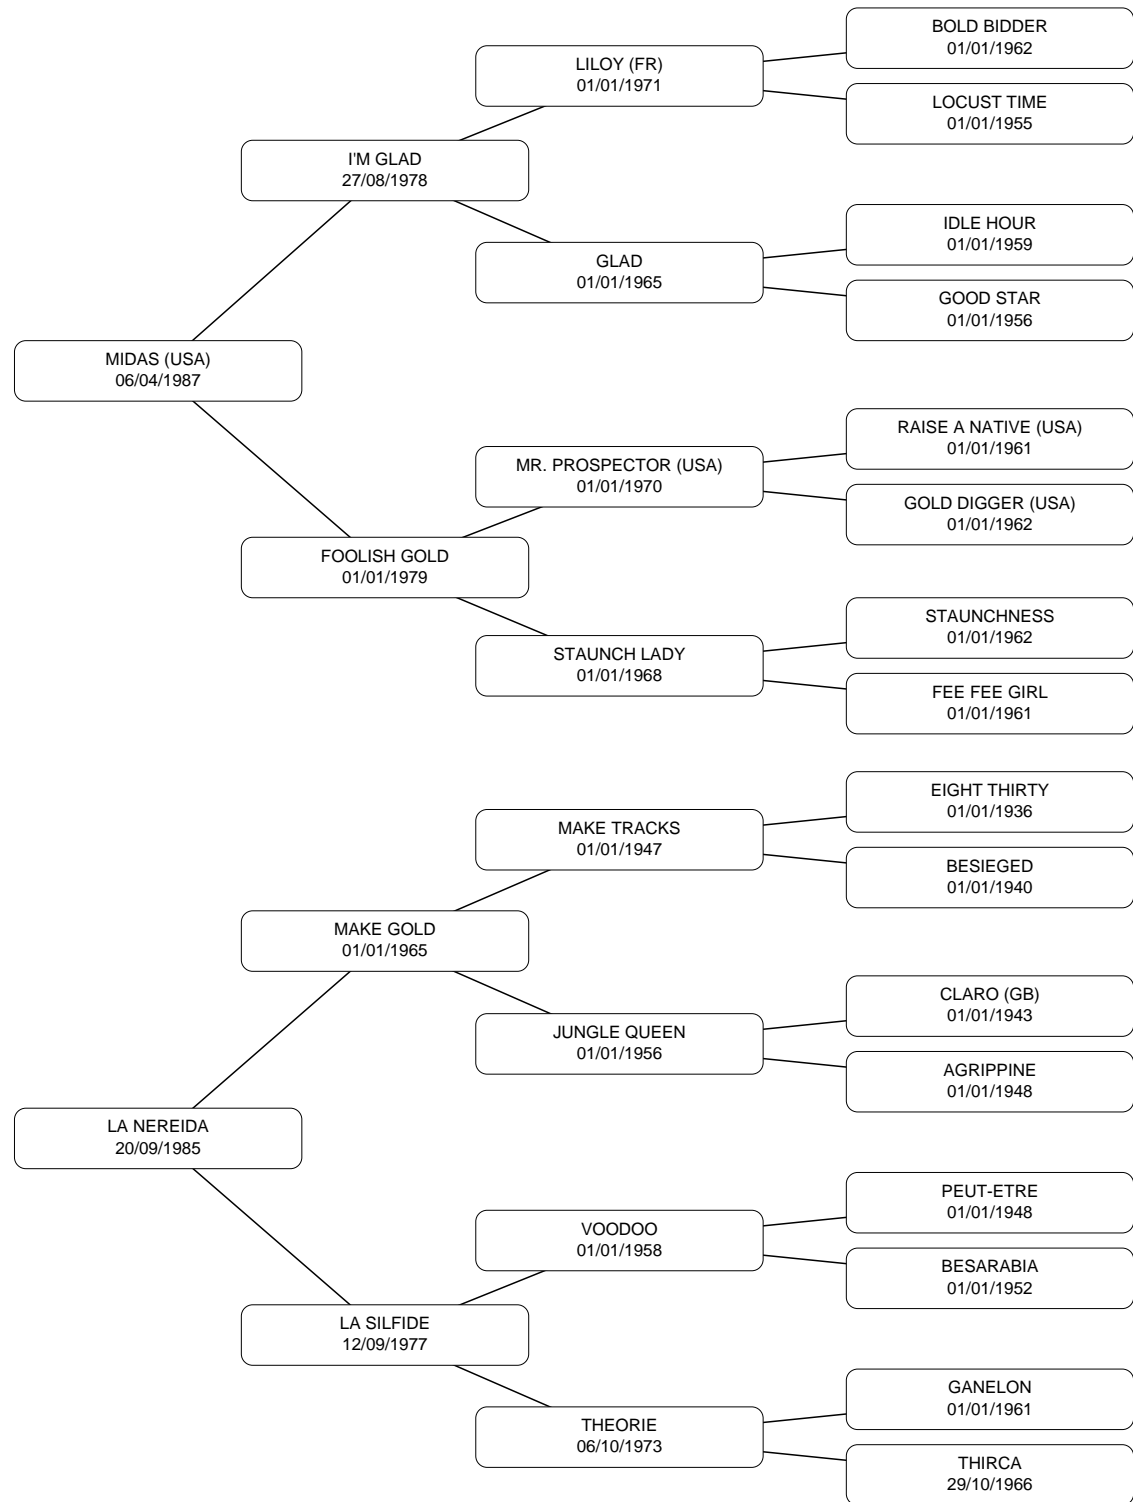 BOLD BIDDER
01/01/1962
LILOY (FR)
01/01/1971
LOCUST TIME
01/01/1955
I'M GLAD
27/08/1978
IDLE HOUR
01/01/1959
GLAD
01/01/1965
GOOD STAR
01/01/1956
MIDAS (USA)
06/04/1987
RAISE A NATIVE (USA)
01/01/1961
MR. PROSPECTOR (USA)
01/01/1970
GOLD DIGGER (USA)
01/01/1962
FOOLISH GOLD
01/01/1979
STAUNCHNESS
01/01/1962
STAUNCH LADY
01/01/1968
FEE FEE GIRL
01/01/1961
EIGHT THIRTY
01/01/1936
MAKE TRACKS
01/01/1947
BESIEGED
01/01/1940
MAKE GOLD
01/01/1965
CLARO (GB)
01/01/1943
JUNGLE QUEEN
01/01/1956
AGRIPPINE
01/01/1948
LA NEREIDA
20/09/1985
PEUT-ETRE
01/01/1948
VOODOO
01/01/1958
BESARABIA
01/01/1952
LA SILFIDE
12/09/1977
GANELON
01/01/1961
THEORIE
06/10/1973
THIRCA
29/10/1966